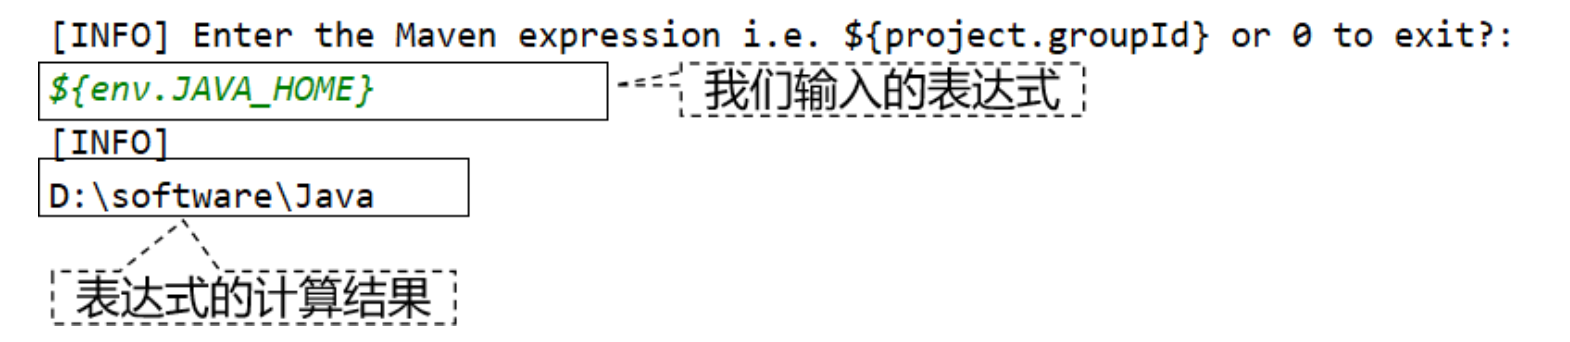 [INFO] Enter the Maven expression i.e. ${project.groupId} or 0 to exit?:
${env.JAVA_HOME}
我们输入的表达式
[INFO]
D:\software\Java
表达式的计算结果